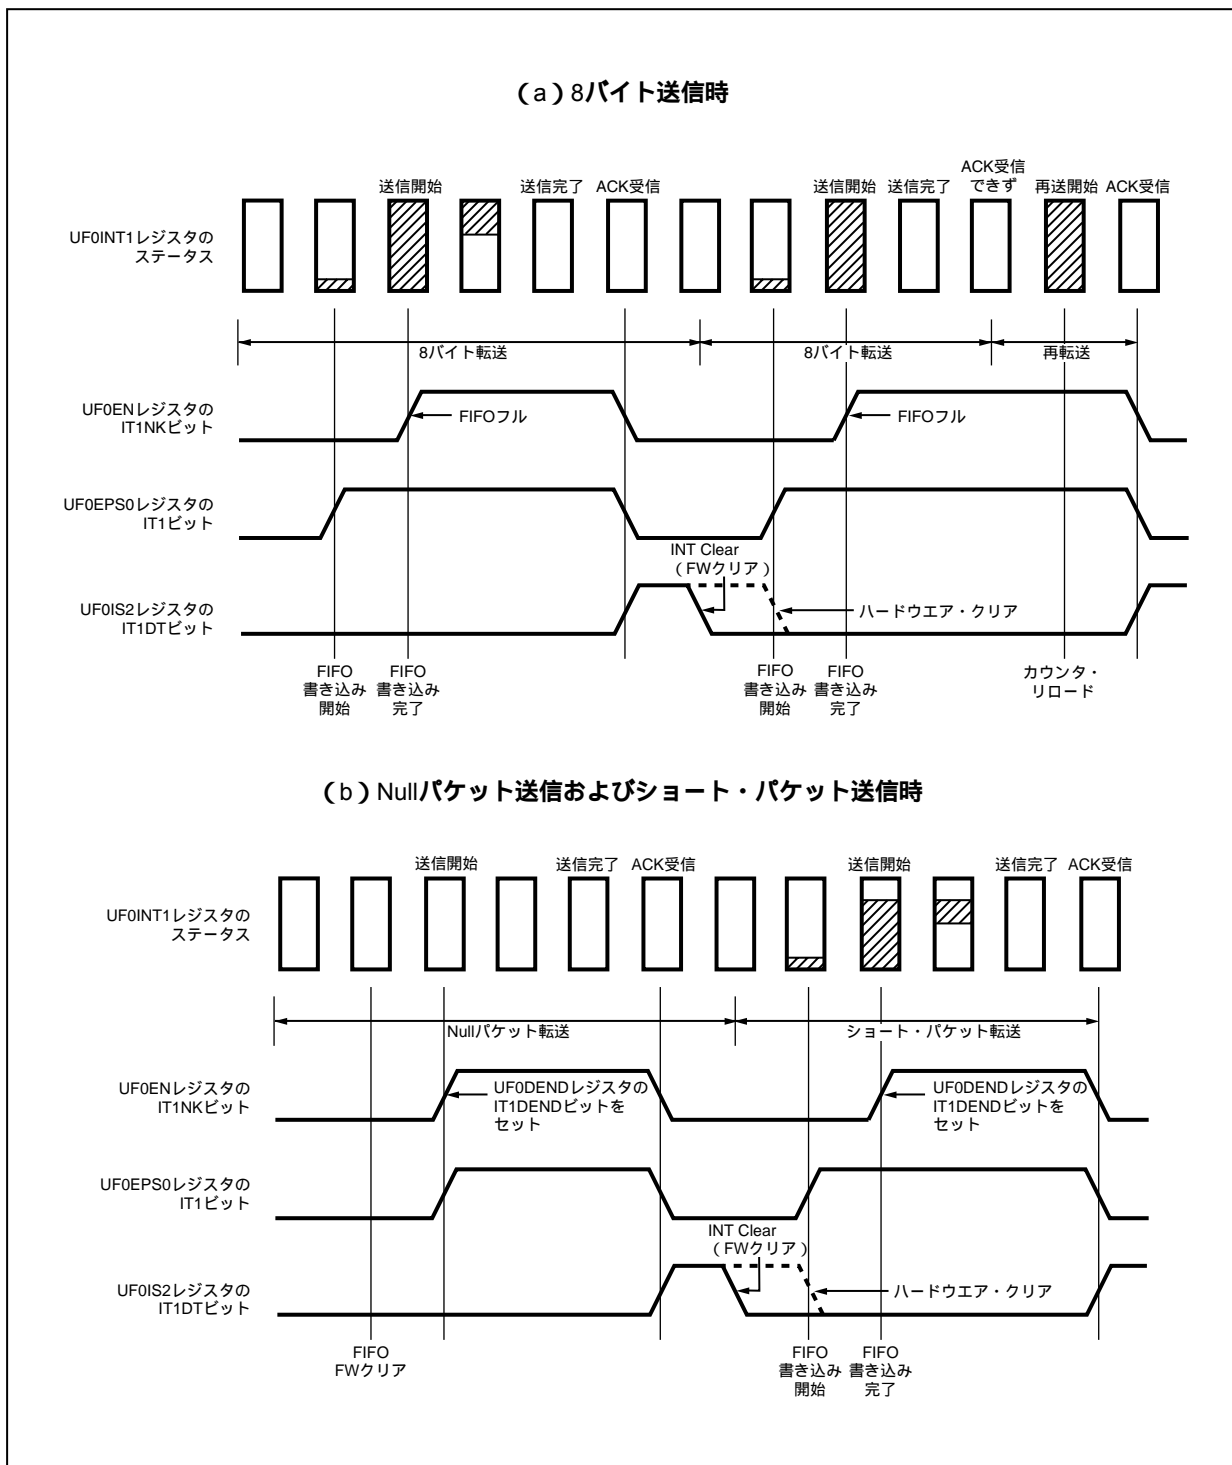 （a）8バイト送信時
送信開始
送信完了
ACK受信
送信開始
送信完了
ACK受信
できず
再送開始
ACK受信
UF0INT1レジスタの
ステータス
8バイト転送
8バイト転送
再転送
UF0ENレジスタの
IT1NKビット
FIFOフル
FIFOフル
UF0EPS0レジスタの
IT1ビット
INT Clear
（FWクリア）
UF0IS2レジスタの
IT1DTビット
ハードウエア・クリア
FIFO
書き込み
開始
FIFO
書き込み
完了
FIFO
書き込み
開始
FIFO
書き込み
完了
カウンタ・
リロード
（b）Nullパケット送信およびショート・パケット送信時
送信開始
送信完了
ACK受信
送信開始
送信完了
ACK受信
UF0INT1レジスタの
ステータス
Nullパケット転送
ショート・パケット転送
UF0ENレジスタの
IT1NKビット
UF0DENDレジスタの
IT1DENDビットを
セット
UF0DENDレジスタの
IT1DENDビットを
セット
UF0EPS0レジスタの
IT1ビット
INT Clear
（FWクリア）
UF0IS2レジスタの
IT1DTビット
ハードウエア・クリア
FIFO
FWクリア
FIFO
書き込み
開始
FIFO
書き込み
完了